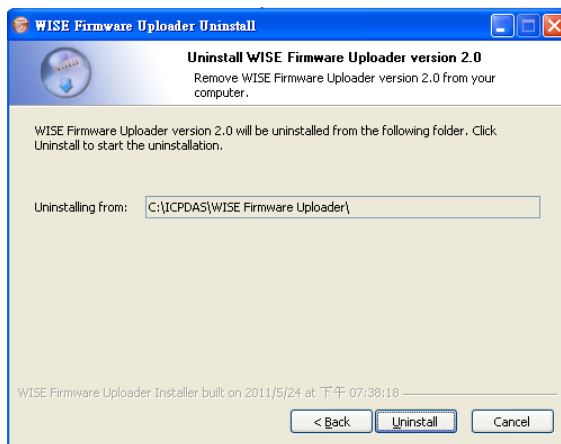 WISE Firmware Uploader Uninstall
Uninstall WISE Firmware Uploader version 2.0
Remove WISE Firmware Uploader version 2.0 from your
computer.
WISE Firmware Uploader version 2.0 will be uninstalled from the following folder. Click
Uninstall to start the uninstallation.
Uninstalling from: C:\ICPDAS\WISE Firmware Uploader\
WISE Firmware Uploader Installer built on 2011/5/24 at 下午 07:38:18
< Back Uninstall Cancel